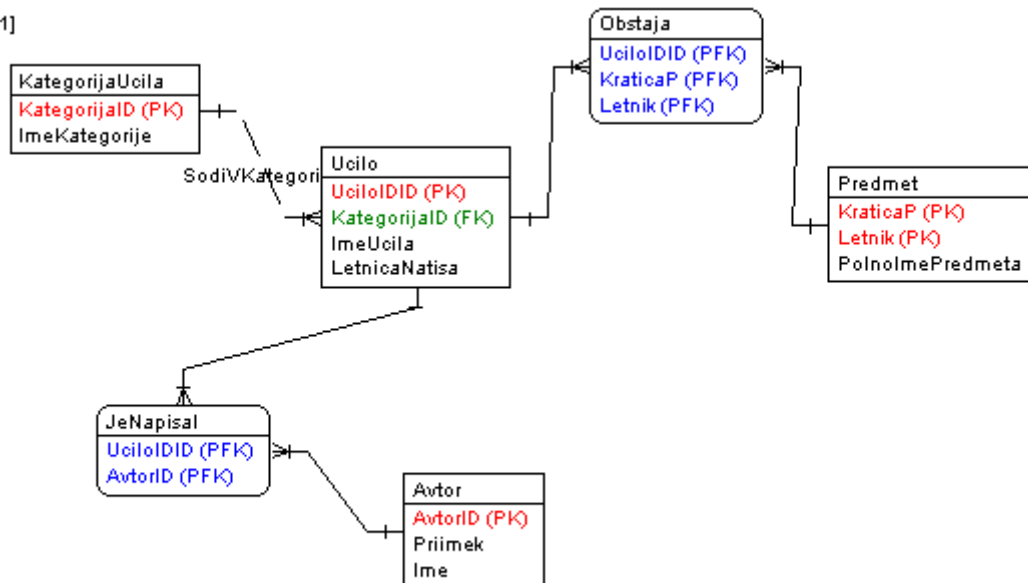 1]
KategorijaUcila
KategorijaID (PK)
ImeKategorije
SodiVKategori
Ucilo
UciloIDID (PK)
KategorijaID (FK)
ImeUcila
LetnicaNatisa
Obstaja
UciloIDID (PFK)
KraticaP (PFK)
Letnik (PFK)
Predmet
KraticaP (PK)
Letnik (PK)
PolnoImePredmeta
JeNapisal
UciloIDID (PFK)
AvtorID (PFK)
Avtor
AvtorID (PK)
Priimek
Ime